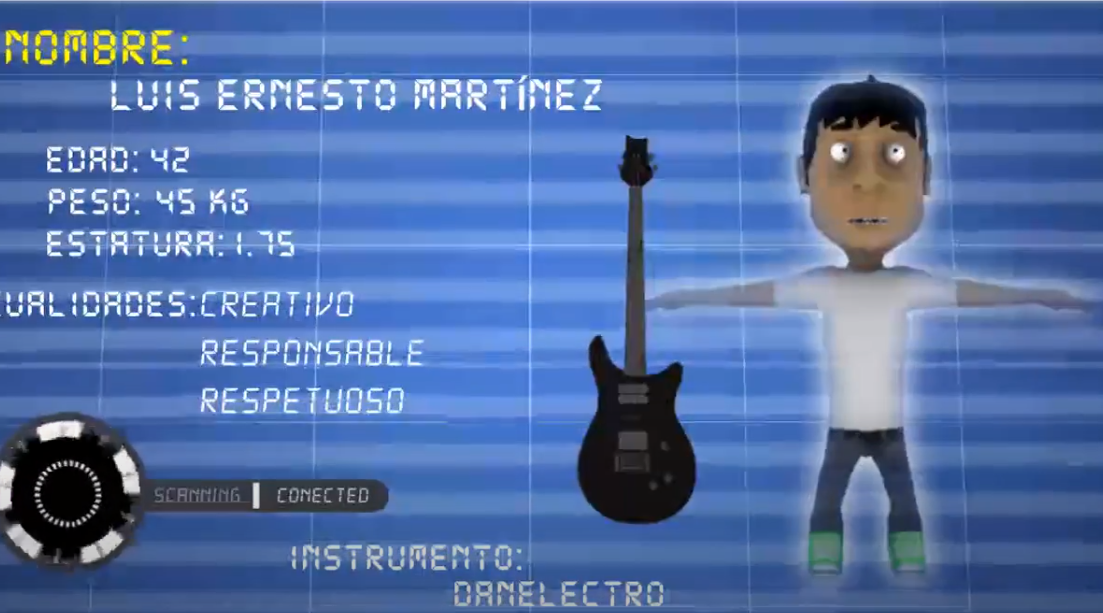 NOMBRE:
LUIS ERNESTO MARTÍNEZ
EDAD: 42
PESO: 45 KG
ESTATURA: 1.75
CUALIDADES: CREATIVO
RESPONSABLE
RESPETUOSO
SCANNING CONECTED
INSTRUMENTO:
DANELECTRO